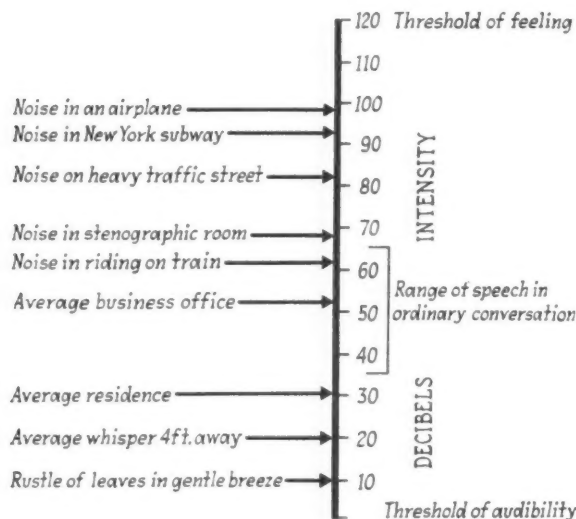 120 Threshold of feeling
110
100
Noise in an airplane
Noise in New York subway
90
Noise on heavy traffic street
80
INTENSITY
70
Noise in stenographic room
Noise in riding on train
60
Average business office
Range of speech in
ordinary conversation
50
40
Average residence
30
DECIBELS
Average whisper 4ft. away
20
Rustle of leaves in gentle breeze
10
Threshold of audibility